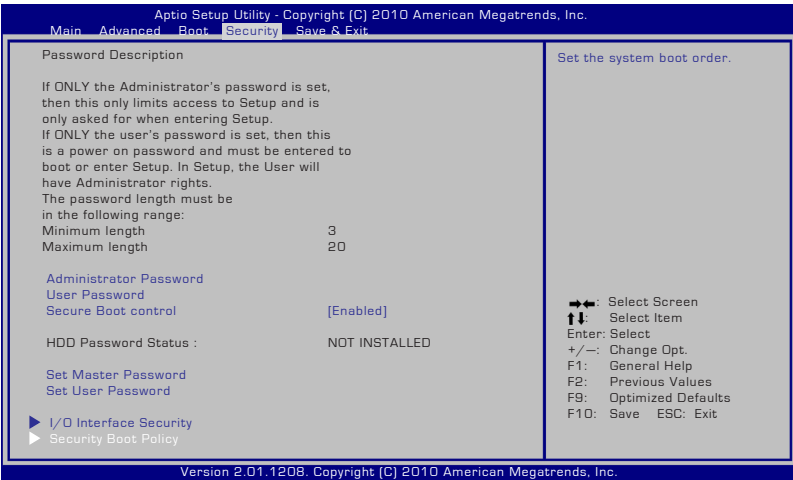 Aptio Setup Utility - Copyright (C) 2010 American Megatrends, Inc.
Main Advanced Boot Security Save & Exit
Password Description
If ONLY the Administrator's password is set,
then this only limits access to Setup and is
only asked for when entering Setup.
If ONLY the user's password is set, then this
is a power on password and must be entered to
boot or enter Setup. In Setup, the User will
have Administrator rights.
The password length must be
in the following range:
Minimum length 3
Maximum length 20
Administrator Password
User Password
Secure Boot control [Enabled]
HDD Password Status : NOT INSTALLED
Set Master Password
Set User Password
I/O Interface Security
Security Boot Policy
Set the system boot order.
→←: Select Screen
↑↓: Select Item
Enter: Select
+/—: Change Opt.
F1: General Help
F2: Previous Values
F9: Optimized Defaults
F10: Save ESC: Exit
Version 2.01.1208. Copyright (C) 2010 American Megatrends, Inc.